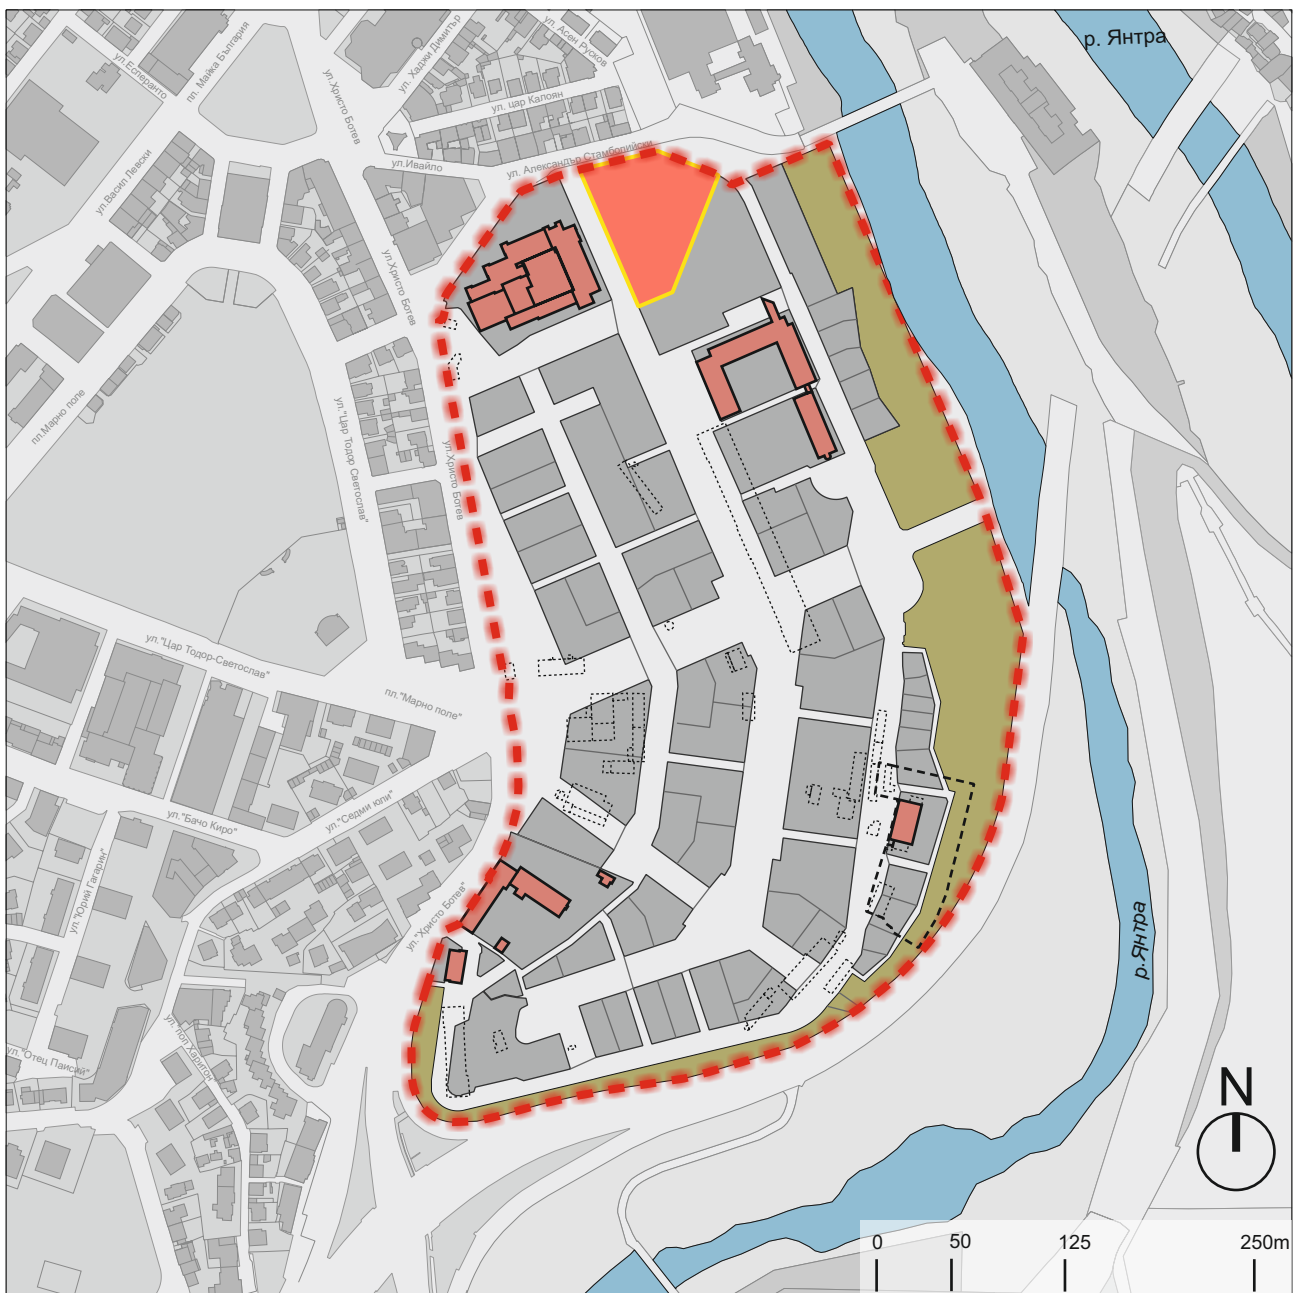 р. Янтра
ул. Асен Русков
ул. Хаджи Димитър
пл. Майка България
ул.Есперанто
ул.Христо Ботев
ул. цар Калоян
ул. Александър Стамболийски
ул.Ивайло
ул.Васил Левски
ул.Христо Ботев
пл.Марно поле
ул."Цар Тодор Светослав"
ул.Христо Ботев
ул."Цар Тодор-Светослав"
пл."Марно поле"
ул."Седми юли"
ул."Бачо Киро"
ул."Юрий Гагарин"
ул."Христо Ботев"
р.Янтра
ул. поп Харитон
ул."Отец Паисий"
N
0 50 125 250m